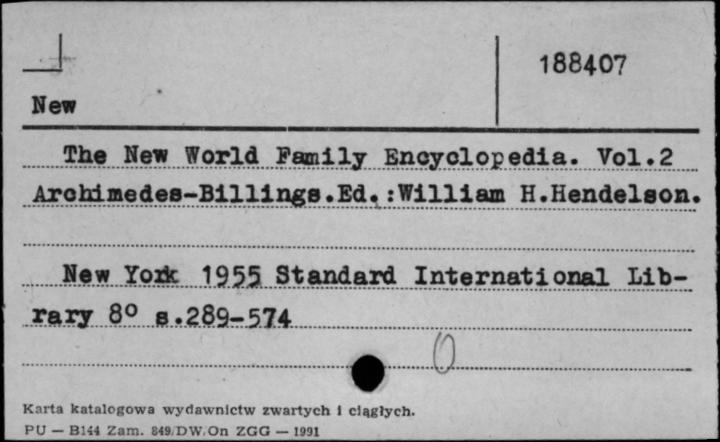 188407
New
The New World Family Encyclopedia. Vol.2
Archimedes-Billings.Ed.:William H.Hendelson.
New York 1955 Standard International Lib-
rary 8° s.289-574
Karta katalogowa wydawnictw zwartych i ciągłych.
PU — B144 Zam. 849/DW/On ZGG — 1991